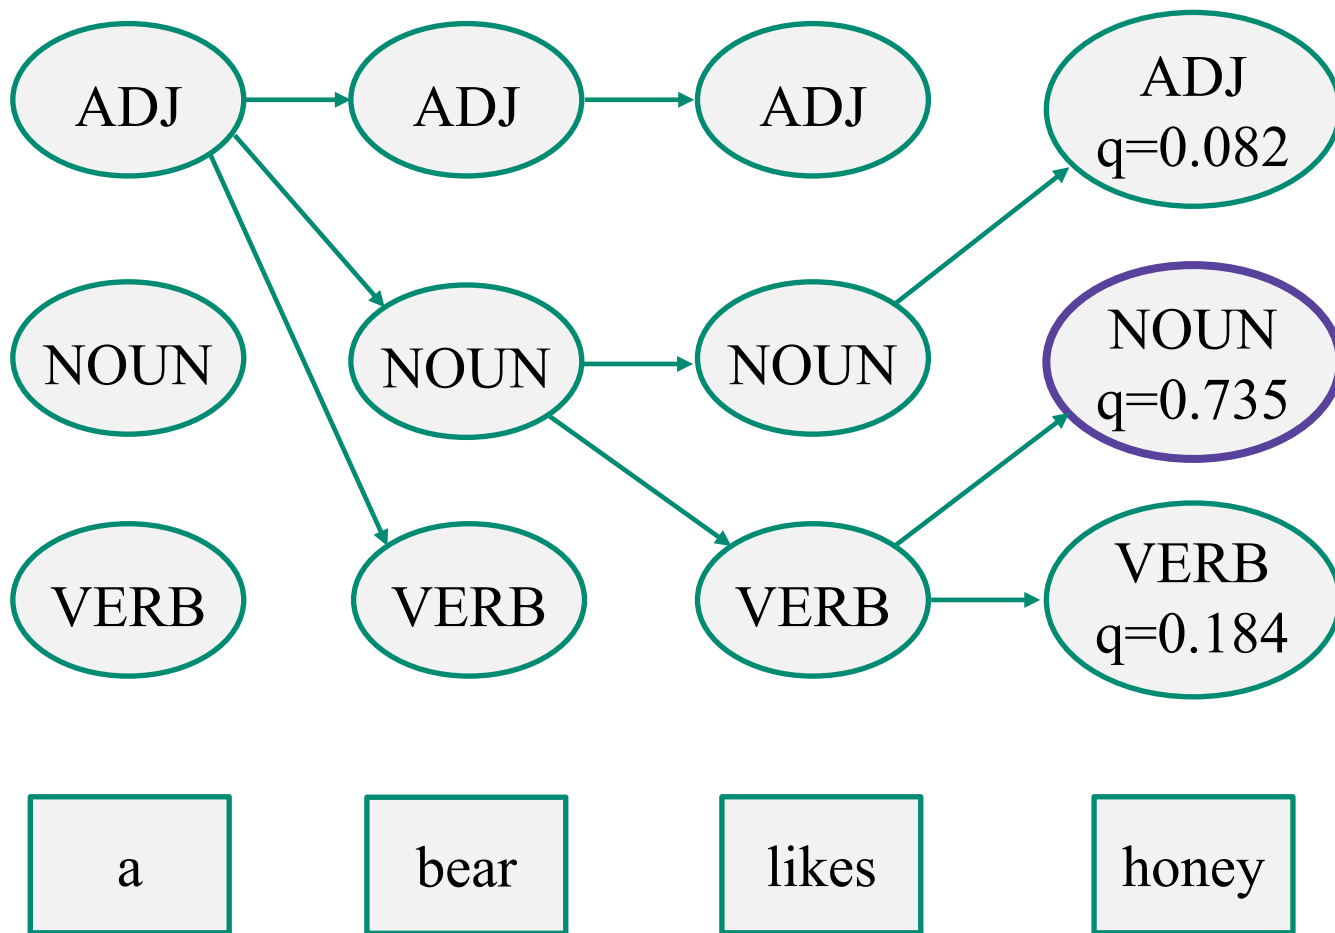 ADJ
ADJ
ADJ
ADJ
q=0.082
NOUN
NOUN
NOUN
NOUN
q=0.735
VERB
VERB
VERB
VERB
q=0.184
a
bear
likes
honey